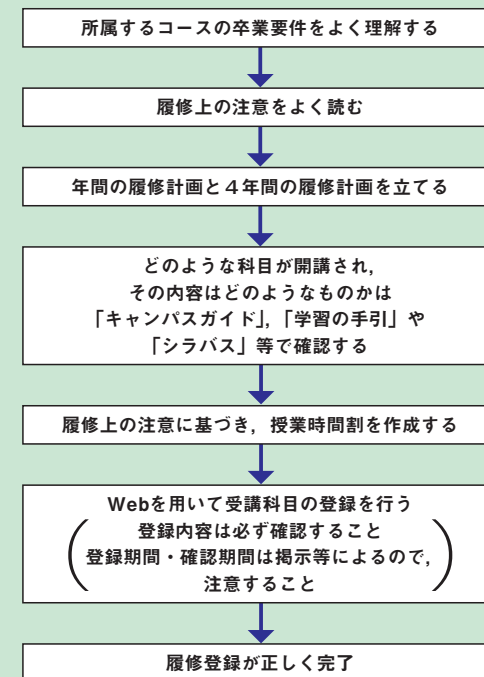 所属するコースの卒業要件をよく理解する
履修上の注意をよく読む
年間の履修計画と４年間の履修計画を立てる
どのような科目が開講され，
その内容はどのようなものかは
「キャンパスガイド」，「学習の手引」や
「シラバス」等で確認する
履修上の注意に基づき，授業時間割を作成する
Webを用いて受講科目の登録を行う
登録内容は必ず確認すること
登録期間・確認期間は掲示等によるので，
注意すること
履修登録が正しく完了